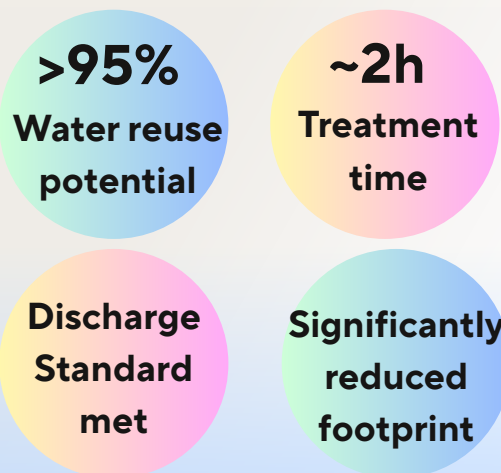 >95%
Water reuse
potential
~2h
Treatment
time
Discharge
Standard
met
Significantly
reduced
footprint